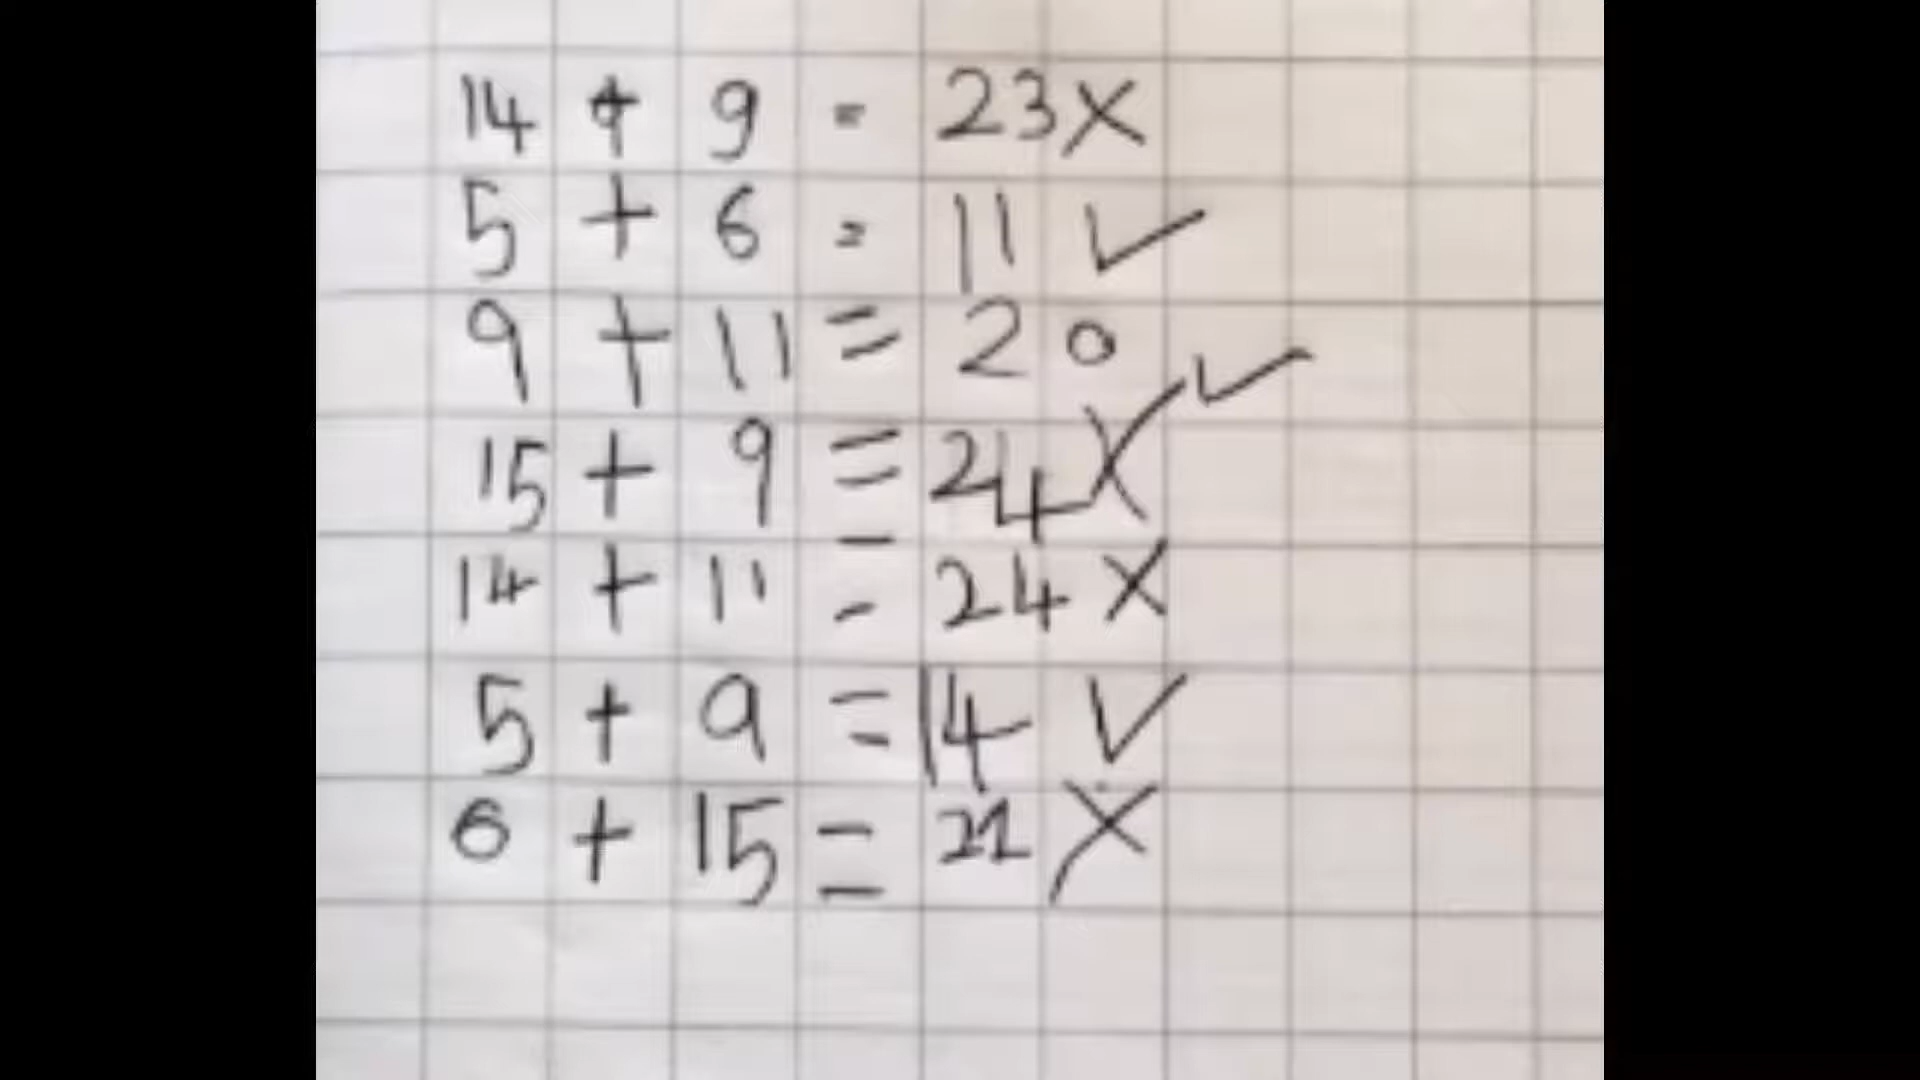 14 + 9 = 23 X
5 + 6 = 11 ✓
9 + 11 = 20 ✓
15 + 9 = 24 X
14 + 11 = 24 X
5 + 9 = 14 ✓
6 + 15 = 21 X